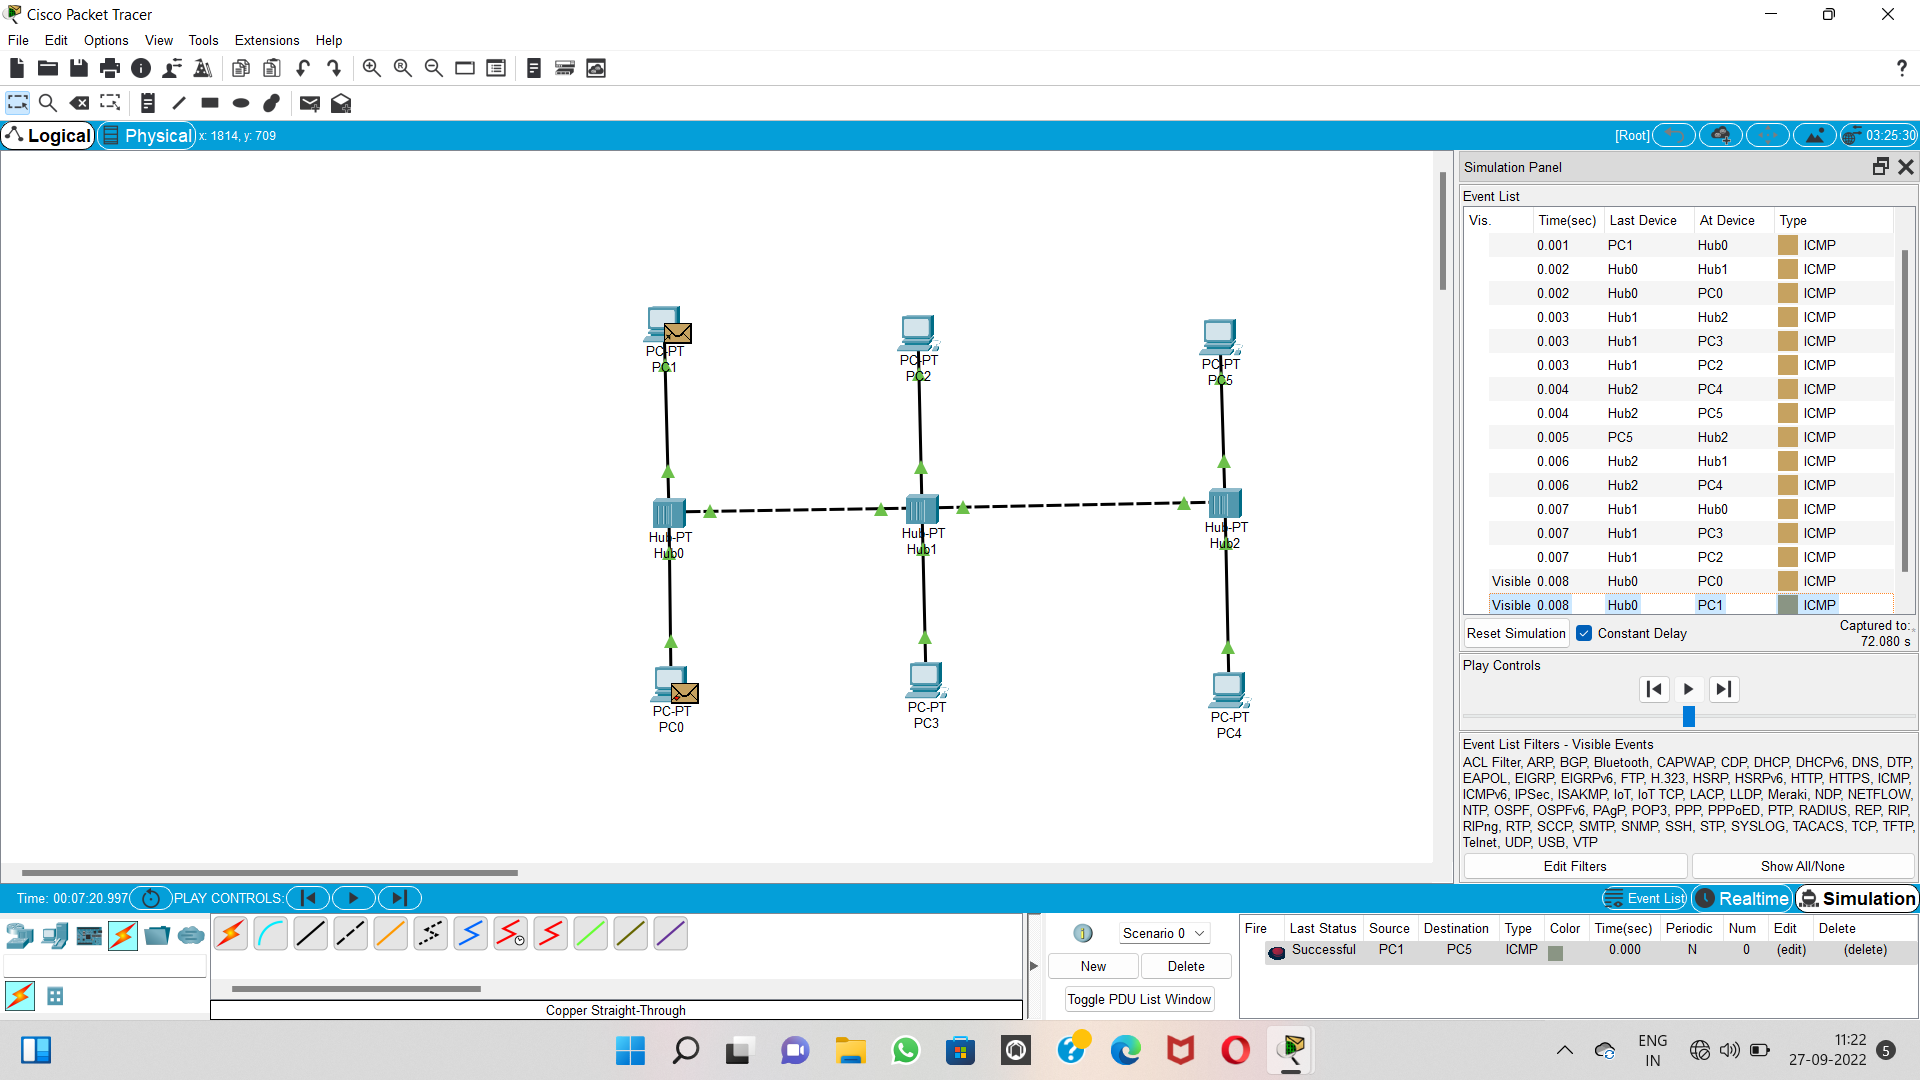 Cisco Packet Tracer
File Edit Options View Tools Extensions Help
?
Logical Physical x: 1814, y: 709 [Root] 03:25:30
Simulation Panel
Event List
Vis. Time(sec) Last Device At Device Type
0.001 PC1 Hub0 ICMP
0.002 Hub0 Hub1 ICMP
0.002 Hub0 PC0 ICMP
0.003 Hub1 Hub2 ICMP
0.003 Hub1 PC3 ICMP
0.003 Hub1 PC2 ICMP
0.004 Hub2 PC4 ICMP
0.004 Hub2 PC5 ICMP
0.005 PC5 Hub2 ICMP
0.006 Hub2 Hub1 ICMP
0.006 Hub2 PC4 ICMP
0.007 Hub1 Hub0 ICMP
0.007 Hub1 PC3 ICMP
0.007 Hub1 PC2 ICMP
Visible 0.008 Hub0 PC0 ICMP
Visible 0.008 Hub0 PC1 ICMP
Reset Simulation Constant Delay Captured to:
72.080 s
Play Controls
Event List Filters - Visible Events
ACL Filter, ARP, BGP, Bluetooth, CAPWAP, CDP, DHCP, DHCPv6, DNS, DTP,
EAPOL, EIGRP, EIGRPv6, FTP, H.323, HSRP, HSRPv6, HTTP, HTTPS, ICMP,
ICMPv6, IPSec, ISAKMP, IoT, IoT TCP, LACP, LLDP, Meraki, NDP, NETFLOW,
NTP, OSPF, OSPFv6, PAgP, POP3, PPP, PPPoED, PTP, RADIUS, REP, RIP,
RIPng, RTP, SCCP, SMTP, SNMP, SSH, STP, SYSLOG, TACACS, TCP, TFTP,
Telnet, UDP, USB, VTP
Edit Filters Show All/None
PC-PT
PC1
PC-PT
PC2
PC-PT
PC5
Hub-PT
Hub0
Hub-PT
Hub1
Hub-PT
Hub2
PC-PT
PC0
PC-PT
PC3
PC-PT
PC4
Time: 00:07:20.997 PLAY CONTROLS: Event List Realtime Simulation
Copper Straight-Through
1 Scenario 0
New Delete
Toggle PDU List Window
Fire Last Status Source Destination Type Color Time(sec) Periodic Num Edit Delete
Successful PC1 PC5 ICMP 0.000 N 0 (edit) (delete)
ENG
IN
11:22
27-09-2022
5